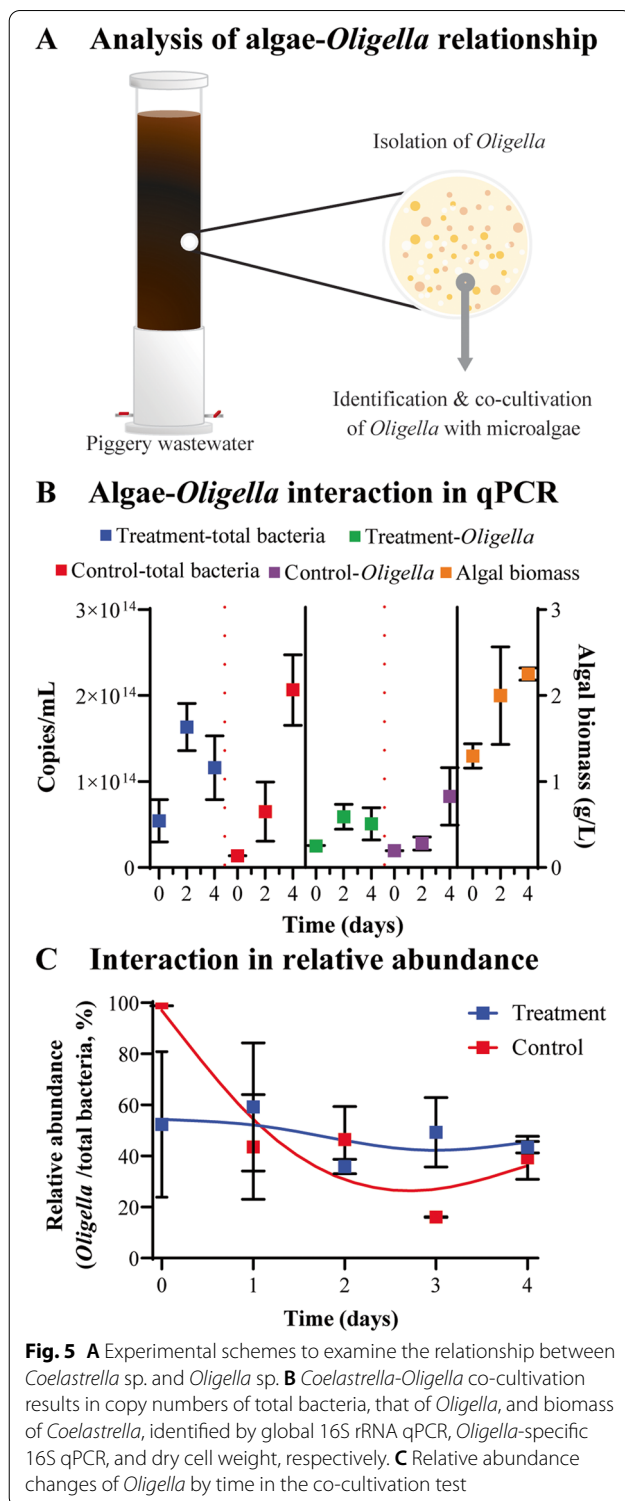 A Analysis of algae-Oligella relationship
Isolation of Oligella
Identification & co-cultivation
of Oligella with microalgae
Piggery wastewater
B Algae-Oligella interaction in qPCR
Treatment-total bacteria Treatment-Oligella
Control-total bacteria Control-Oligella Algal biomass
3×10¹⁴
2×10¹⁴
1×10¹⁴
0
Copies/mL
3
2
1
0
Algal biomass (g/L)
0 2 4 0 2 4 0 2 4 0 2 4 0 2 4
Time (days)
C Interaction in relative abundance
Treatment
Control
100
80
60
40
20
0
Relative abundance
(Oligella /total bacteria, %)
0 1 2 3 4
Time (days)
Fig. 5 A Experimental schemes to examine the relationship between
Coelastrella sp. and Oligella sp. B Coelastrella-Oligella co-cultivation
results in copy numbers of total bacteria, that of Oligella, and biomass
of Coelastrella, identified by global 16S rRNA qPCR, Oligella-specific
16S qPCR, and dry cell weight, respectively. C Relative abundance
changes of Oligella by time in the co-cultivation test